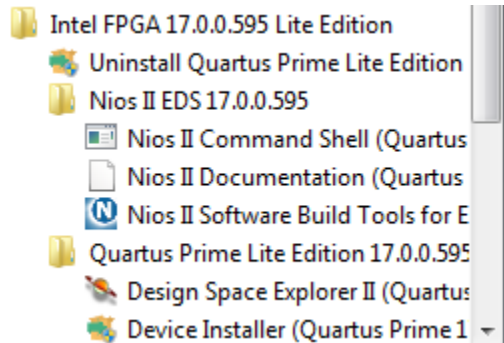 Intel FPGA 17.0.0.595 Lite Edition
Uninstall Quartus Prime Lite Edition
Nios II EDS 17.0.0.595
Nios II Command Shell (Quartus
Nios II Documentation (Quartus
Nios II Software Build Tools for E
Quartus Prime Lite Edition 17.0.0.595
Design Space Explorer II (Quartus
Device Installer (Quartus Prime 1